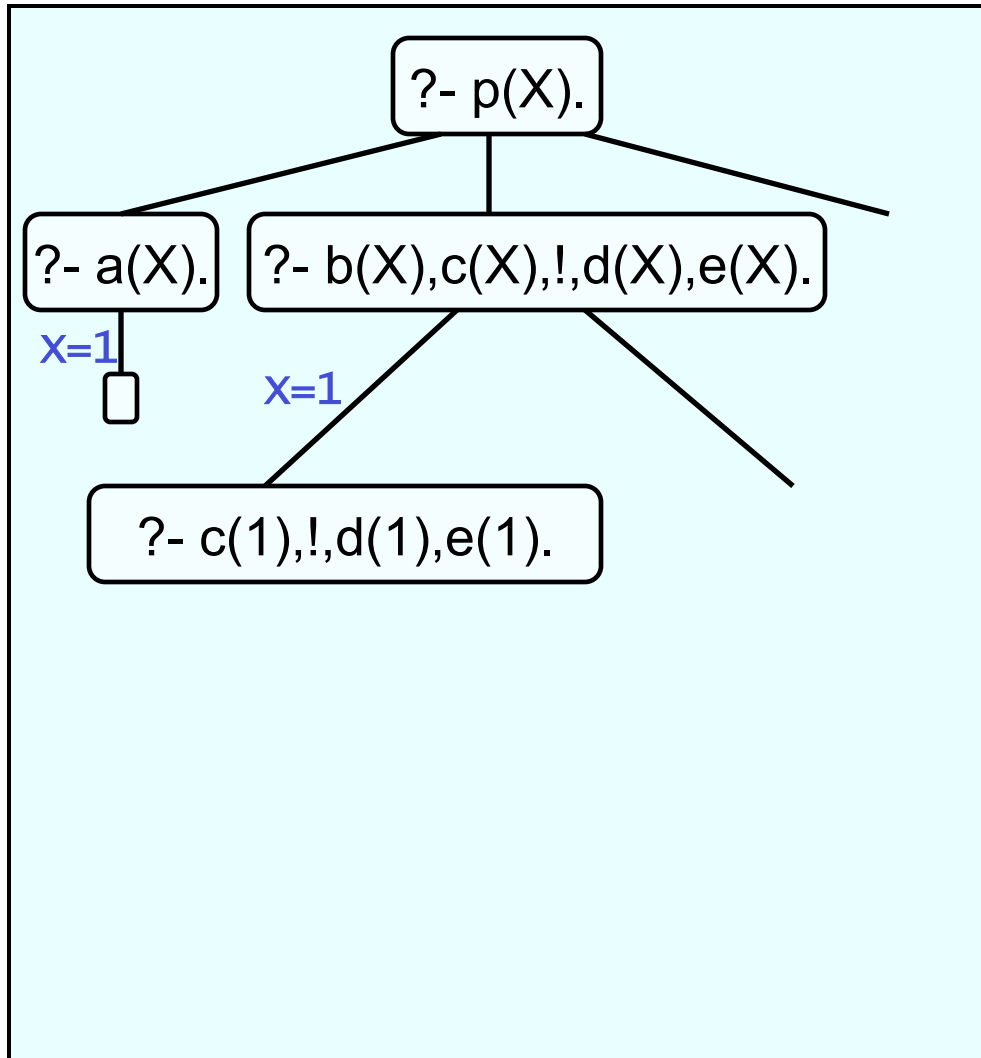 ?- p(X).
?- a(X).
?- b(X),c(X),!,d(X),e(X).
X=1
X=1
?- c(1),!,d(1),e(1).